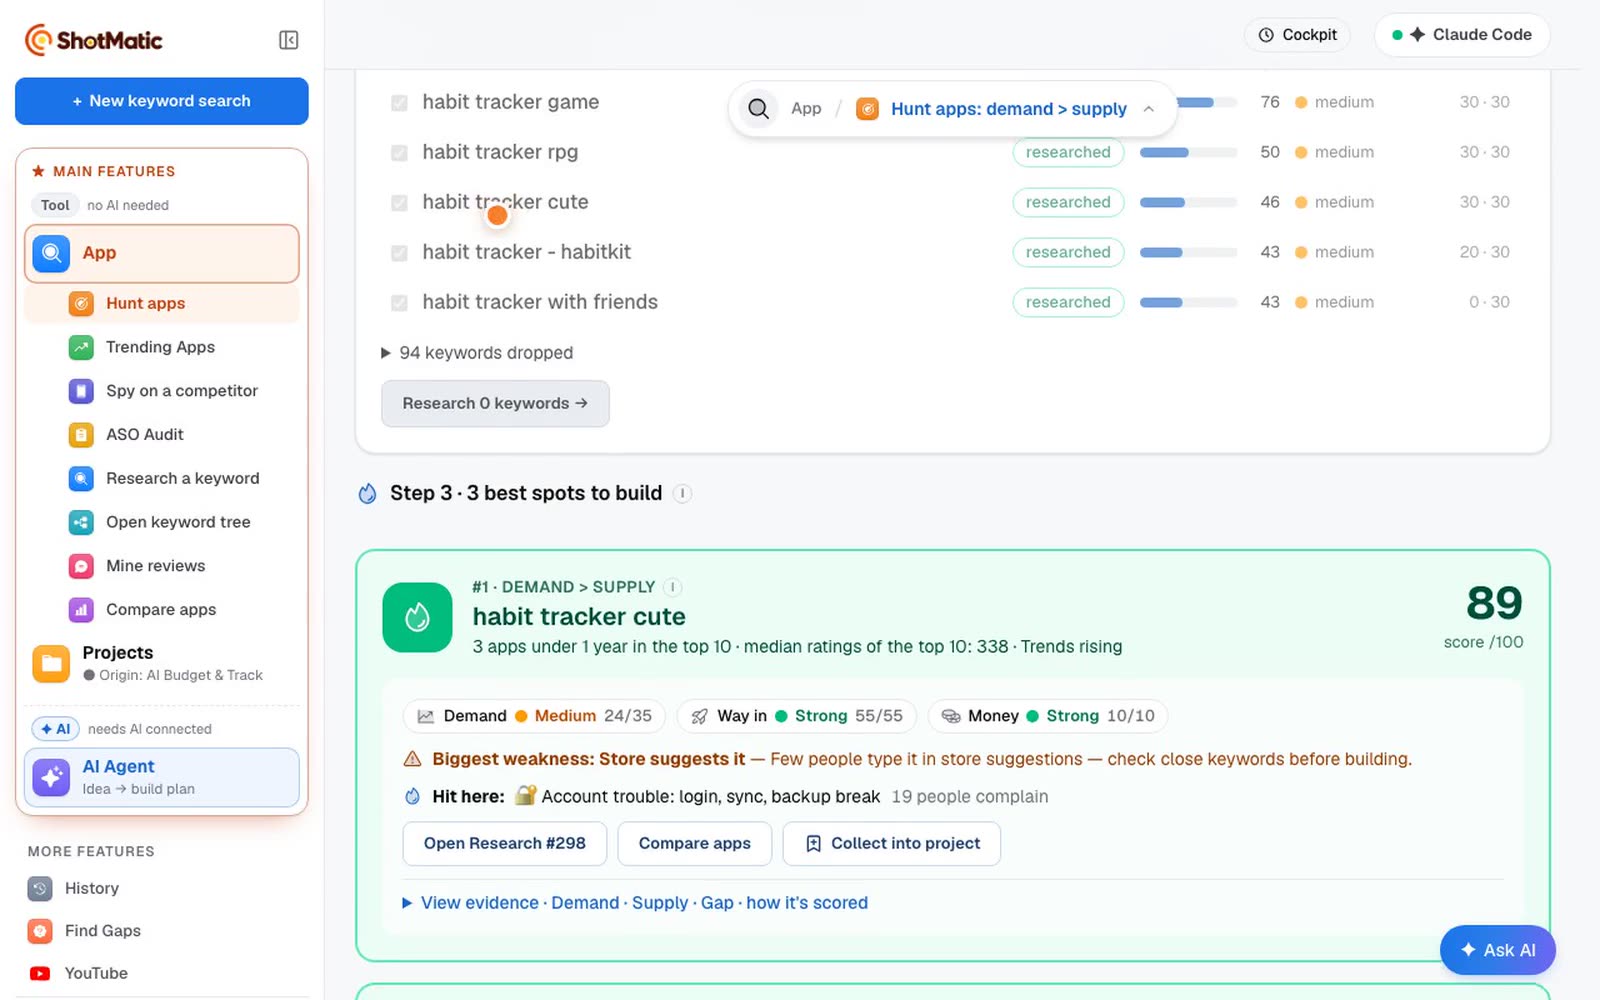 ShotMatic
+ New keyword search
MAIN FEATURES
Tool no AI needed
App
Hunt apps
Trending Apps
Spy on a competitor
ASO Audit
Research a keyword
Open keyword tree
Mine reviews
Compare apps
Projects
Origin: AI Budget & Track
AI needs AI connected
AI Agent
Idea → build plan
MORE FEATURES
History
Find Gaps
YouTube
Cockpit
Claude Code
App / Hunt apps: demand > supply
habit tracker game 76 medium 30 · 30
habit tracker rpg researched 50 medium 30 · 30
habit tracker cute researched 46 medium 30 · 30
habit tracker - habitkit researched 43 medium 20 · 30
habit tracker with friends researched 43 medium 0 · 30
94 keywords dropped
Research 0 keywords →
Step 3 · 3 best spots to build
#1 · DEMAND > SUPPLY
habit tracker cute
3 apps under 1 year in the top 10 · median ratings of the top 10: 338 · Trends rising
89
score /100
Demand Medium 24/35 Way in Strong 55/55 Money Strong 10/10
Biggest weakness: Store suggests it — Few people type it in store suggestions — check close keywords before building.
Hit here: Account trouble: login, sync, backup break 19 people complain
Open Research #298 Compare apps Collect into project
View evidence · Demand · Supply · Gap · how it's scored
Ask AI